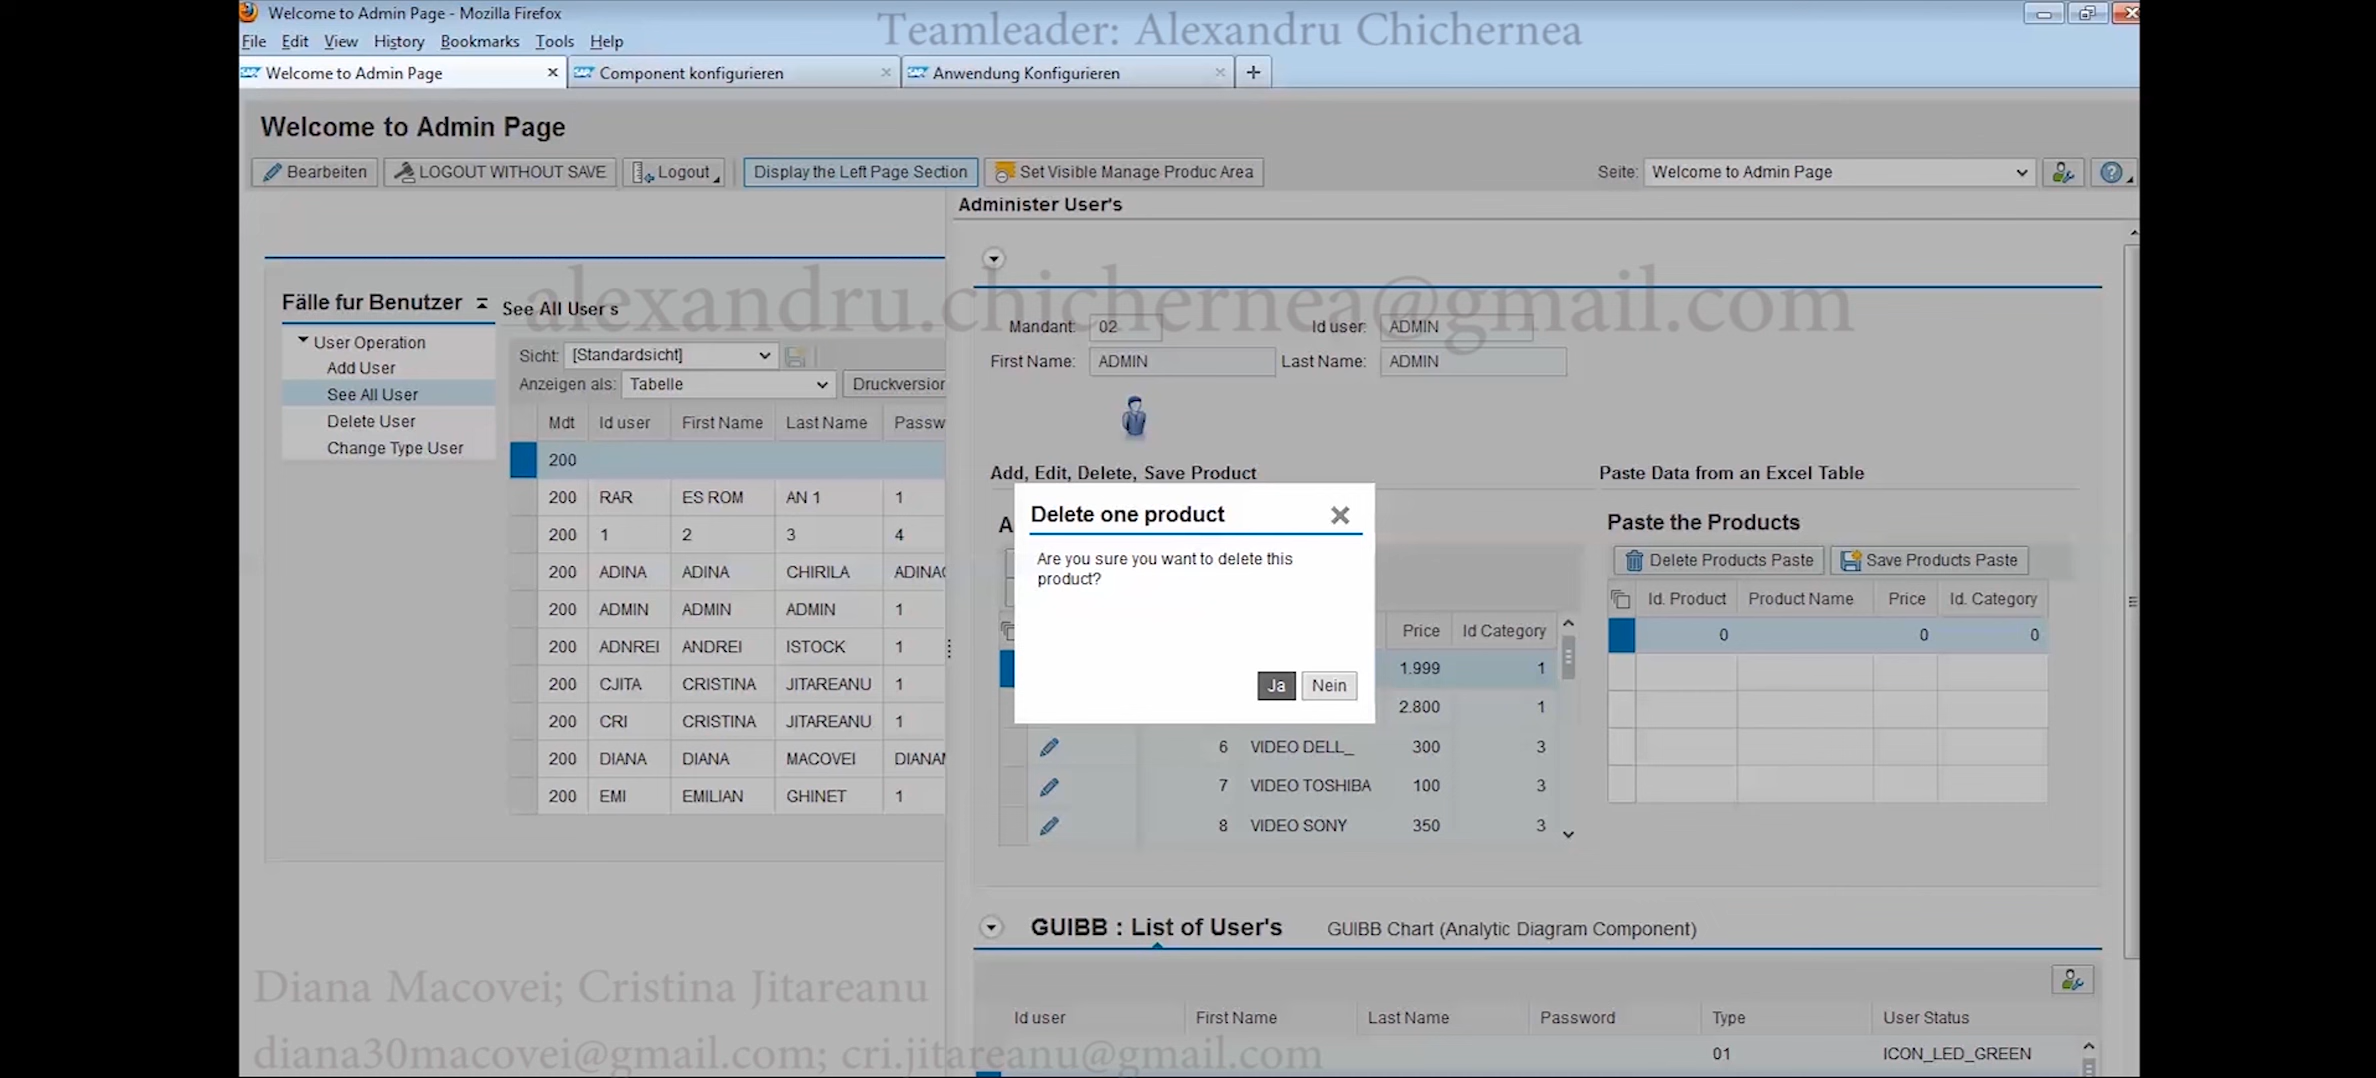 Welcome to Admin Page - Mozilla Firefox
Teamleader: Alexandru Chichernea
File Edit View History Bookmarks Tools Help
Welcome to Admin Page
Component konfigurieren
Anwendung Konfigurieren
Welcome to Admin Page
Bearbeiten LOGOUT WITHOUT SAVE Logout Display the Left Page Section Set Visible Manage Produc Area Seite: Welcome to Admin Page
Administer User's
alexandru.chichernea@gmail.com
Fälle fur Benutzer
User Operation
Add User
See All User
Delete User
Change Type User
See All User s
Sicht: [Standardsicht]
Anzeigen als: Tabelle Druckversion
Mdt Id user First Name Last Name Passw
200
200 RAR ES ROM AN 1 1
200 1 2 3 4
200 ADINA ADINA CHIRILA ADINA
200 ADMIN ADMIN ADMIN 1
200 ADNREI ANDREI ISTOCK 1
200 CJITA CRISTINA JITAREANU 1
200 CRI CRISTINA JITAREANU 1
200 DIANA DIANA MACOVEI DIANA
200 EMI EMILIAN GHINET 1
Mandant: 02 Id user: ADMIN
First Name: ADMIN Last Name: ADMIN
Add, Edit, Delete, Save Product
A
Delete one product
Are you sure you want to delete this
product?
Ja Nein
Price Id Category
1.999 1
2.800 1
6 VIDEO DELL_ 300 3
7 VIDEO TOSHIBA 100 3
8 VIDEO SONY 350 3
Paste Data from an Excel Table
Paste the Products
Delete Products Paste Save Products Paste
Id. Product Product Name Price Id. Category
0 0 0
GUIBB : List of User's GUIBB Chart (Analytic Diagram Component)
Id user First Name Last Name Password Type User Status
01 ICON_LED_GREEN
Diana Macovei; Cristina Jitareanu
diana30macovei@gmail.com; cri.jitareanu@gmail.com